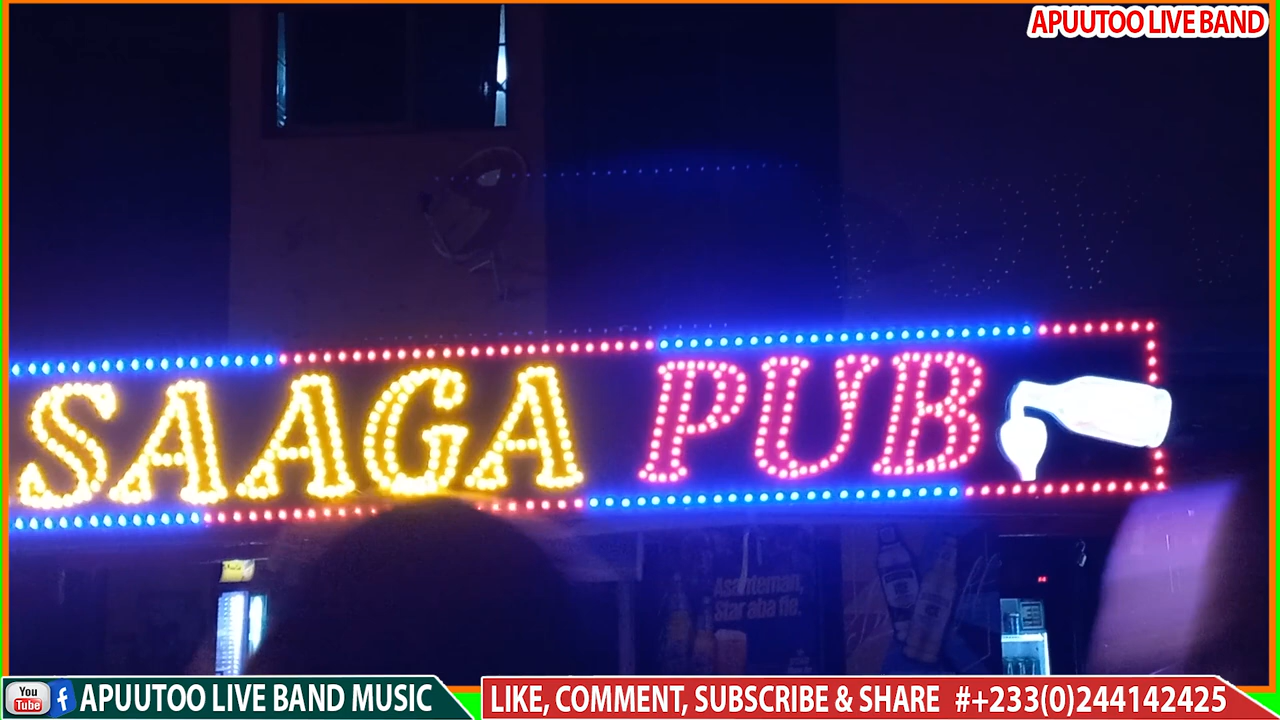 APUUTOO LIVE BAND
SAAGA PUB
Asanteman,
Star aba fie.
You
Tube
f
APUUTOO LIVE BAND MUSIC
LIKE, COMMENT, SUBSCRIBE & SHARE #+233(0)244142425